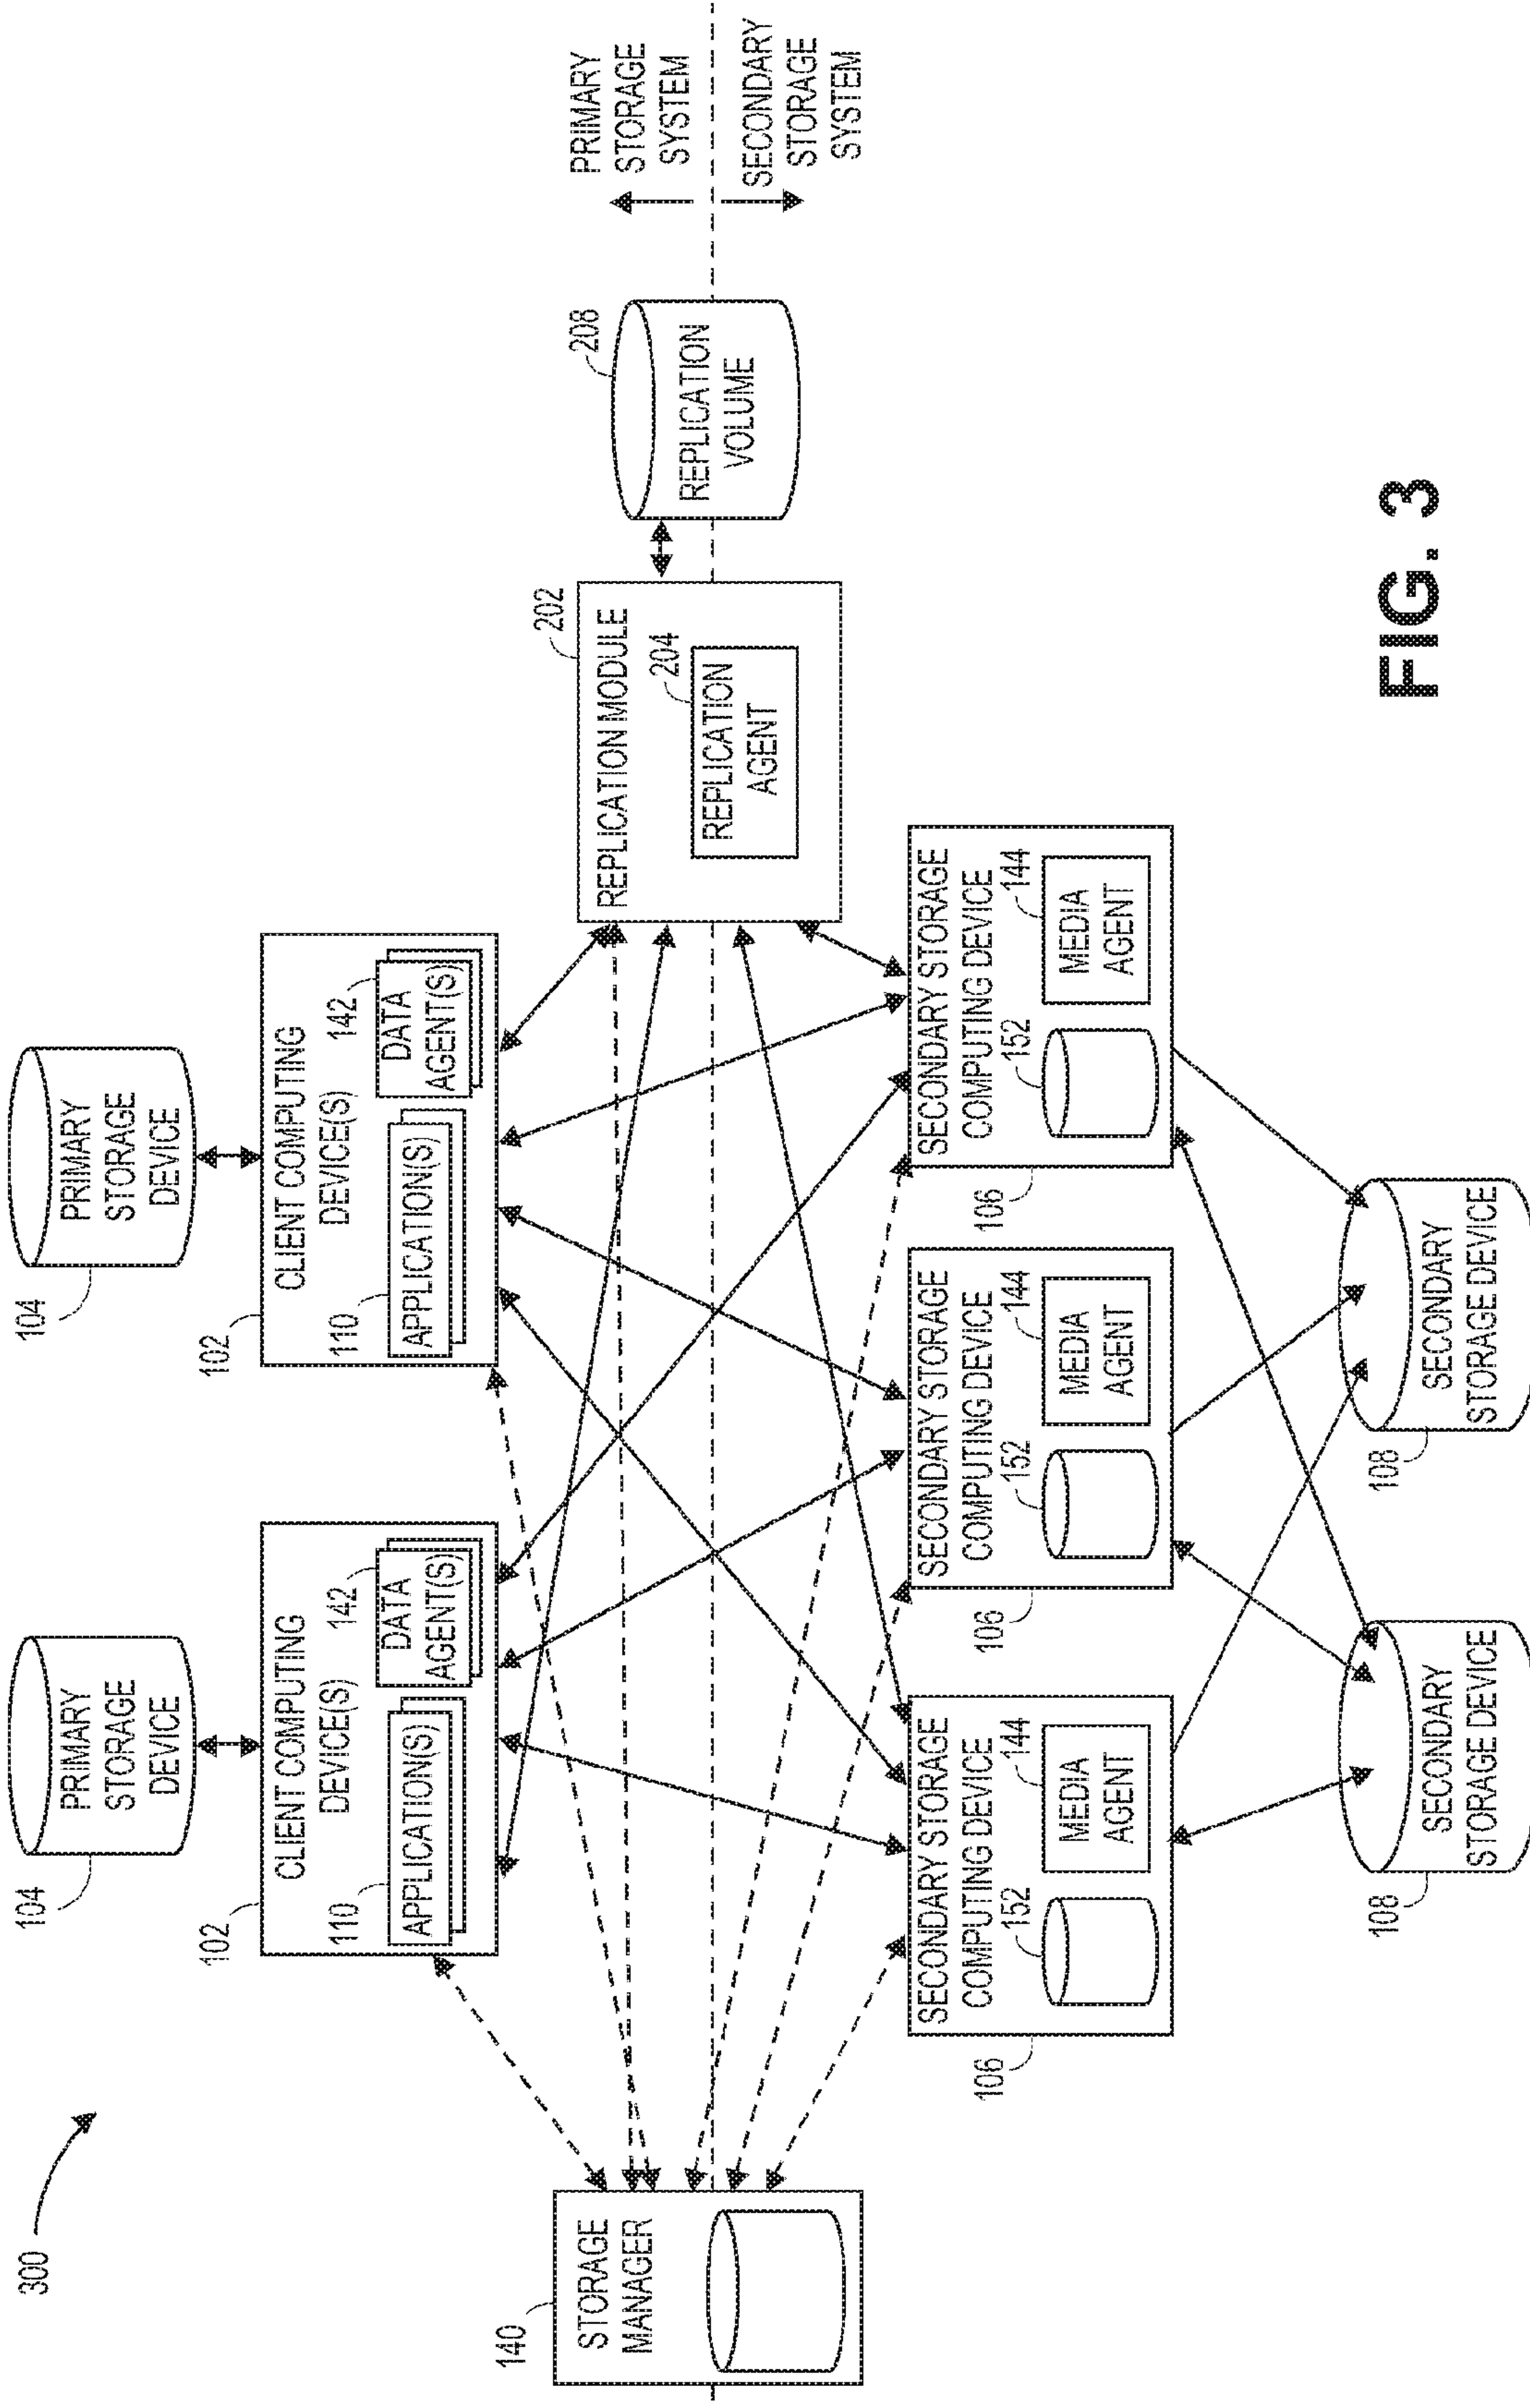 300
104
PRIMARY
STORAGE
DEVICE
104
PRIMARY
STORAGE
DEVICE
102
CLIENT COMPUTING
DEVICE(S)
110
APPLICATION(S)
142
DATA
AGENT(S)
102
CLIENT COMPUTING
DEVICE(S)
110
APPLICATION(S)
142
DATA
AGENT(S)
PRIMARY
STORAGE
SYSTEM
SECONDARY
STORAGE
SYSTEM
140
STORAGE
MANAGER
202
REPLICATION MODULE
204
REPLICATION
AGENT
208
REPLICATION
VOLUME
106
SECONDARY STORAGE
COMPUTING DEVICE
152
144
MEDIA
AGENT
106
SECONDARY STORAGE
COMPUTING DEVICE
152
144
MEDIA
AGENT
106
SECONDARY STORAGE
COMPUTING DEVICE
152
144
MEDIA
AGENT
108
SECONDARY
STORAGE DEVICE
108
SECONDARY
STORAGE DEVICE
FIG. 3